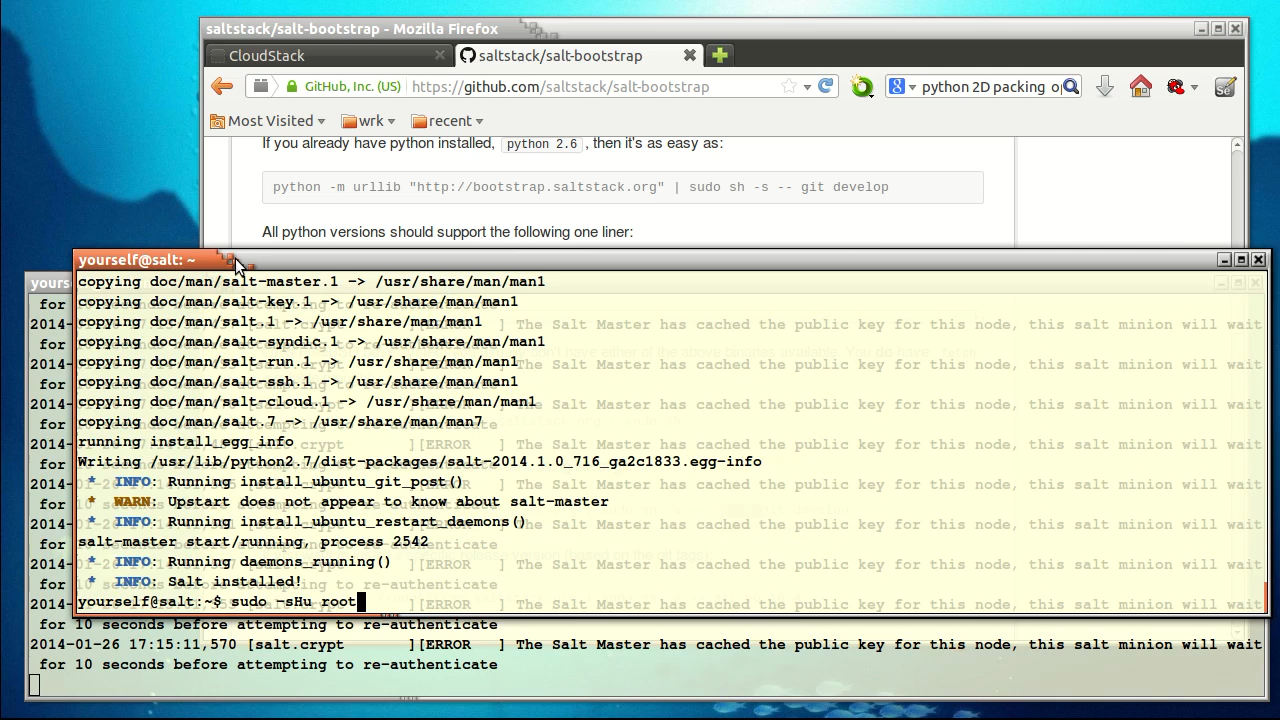 saltstack/salt-bootstrap - Mozilla Firefox
CloudStack
saltstack/salt-bootstrap
GitHub, Inc. (US)
https://github.com/saltstack/salt-bootstrap
python 2D packing
Most Visited
wrk
recent
If you already have python installed, python 2.6 , then it's as easy as:
python -m urllib "http://bootstrap.saltstack.org" | sudo sh -s -- git develop
All python versions should support the following one liner:
yourself@salt: ~
copying doc/man/salt-master.1 -> /usr/share/man/man1
copying doc/man/salt-key.1 -> /usr/share/man/man1
copying doc/man/salt.1 -> /usr/share/man/man1
copying doc/man/salt-syndic.1 -> /usr/share/man/man1
copying doc/man/salt-run.1 -> /usr/share/man/man1
copying doc/man/salt-ssh.1 -> /usr/share/man/man1
copying doc/man/salt-cloud.1 -> /usr/share/man/man1
copying doc/man/salt.7 -> /usr/share/man/man7
running install_egg_info
Writing /usr/lib/python2.7/dist-packages/salt-2014.1.0_716_ga2c1833.egg-info
* INFO: Running install_ubuntu_git_post()
* WARN: Upstart does not appear to know about salt-master
* INFO: Running install_ubuntu_restart_daemons()
salt-master start/running, process 2542
* INFO: Running daemons_running()
* INFO: Salt installed!
yourself@salt:~$ sudo -sHu root
for 10 seconds before attempting to re-authenticate
2014-01-26 17:15:11,570 [salt.crypt ][ERROR ] The Salt Master has cached the public key for this node, this salt minion will wait
for 10 seconds before attempting to re-authenticate